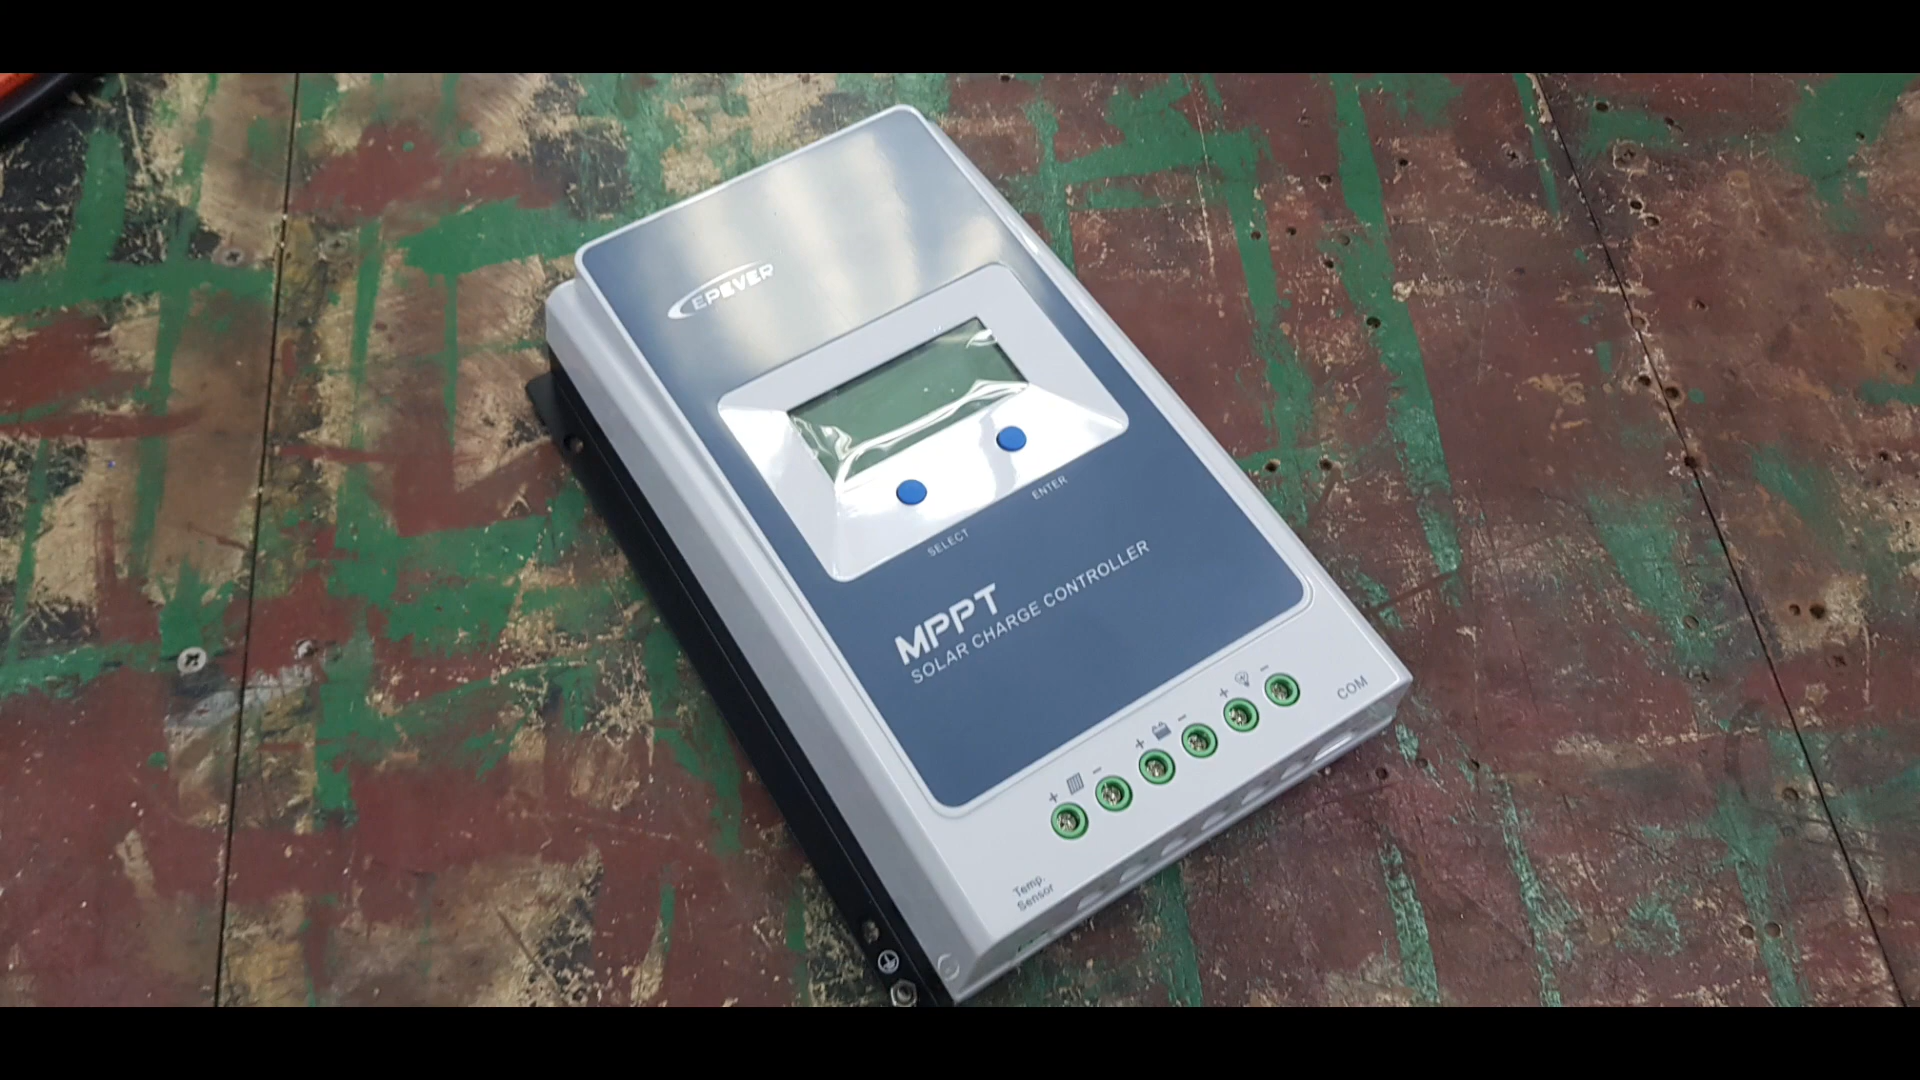 EPEVER
SELECT
ENTER
MPPT
SOLAR CHARGE CONTROLLER
+ - + - + -
COM
Temp.
Sensor